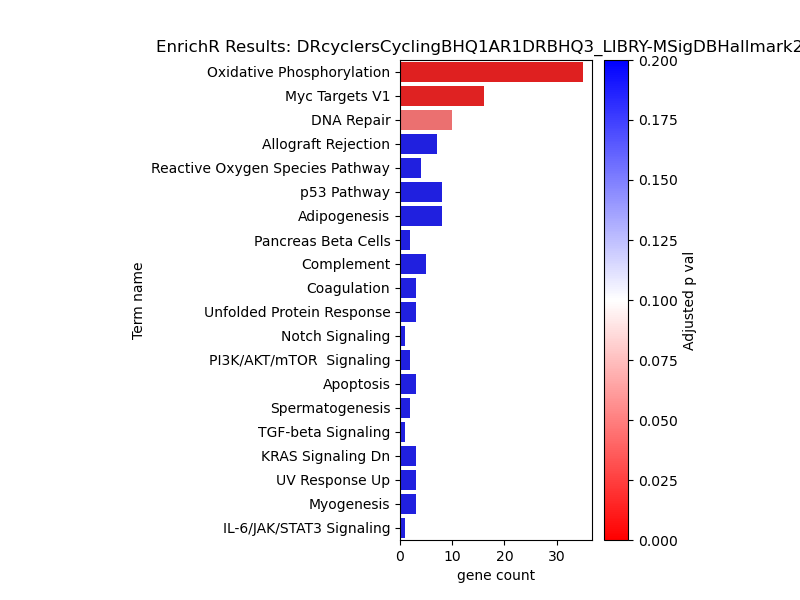 EnrichR Results: DRcyclersCyclingBHQ1AR1DRBHQ3_LIBRY-MSigDBHallmark2
Oxidative Phosphorylation
Myc Targets V1
DNA Repair
Allograft Rejection
Reactive Oxygen Species Pathway
p53 Pathway
Adipogenesis
Pancreas Beta Cells
Complement
Coagulation
Unfolded Protein Response
Notch Signaling
PI3K/AKT/mTOR  Signaling
Apoptosis
Spermatogenesis
TGF-beta Signaling
KRAS Signaling Dn
UV Response Up
Myogenesis
IL-6/JAK/STAT3 Signaling
Term name
0 10 20 30
gene count
0.200
0.175
0.150
0.125
0.100
0.075
0.050
0.025
0.000
Adjusted p val